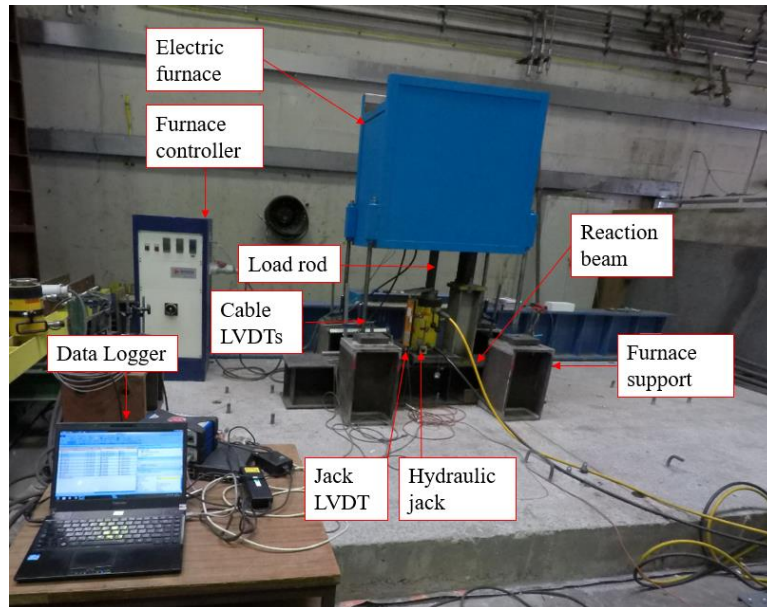 Electric
furnace
Furnace
controller
Load rod
Reaction
beam
Cable
LVDTs
Data Logger
Furnace
support
Jack
LVDT
Hydraulic
jack